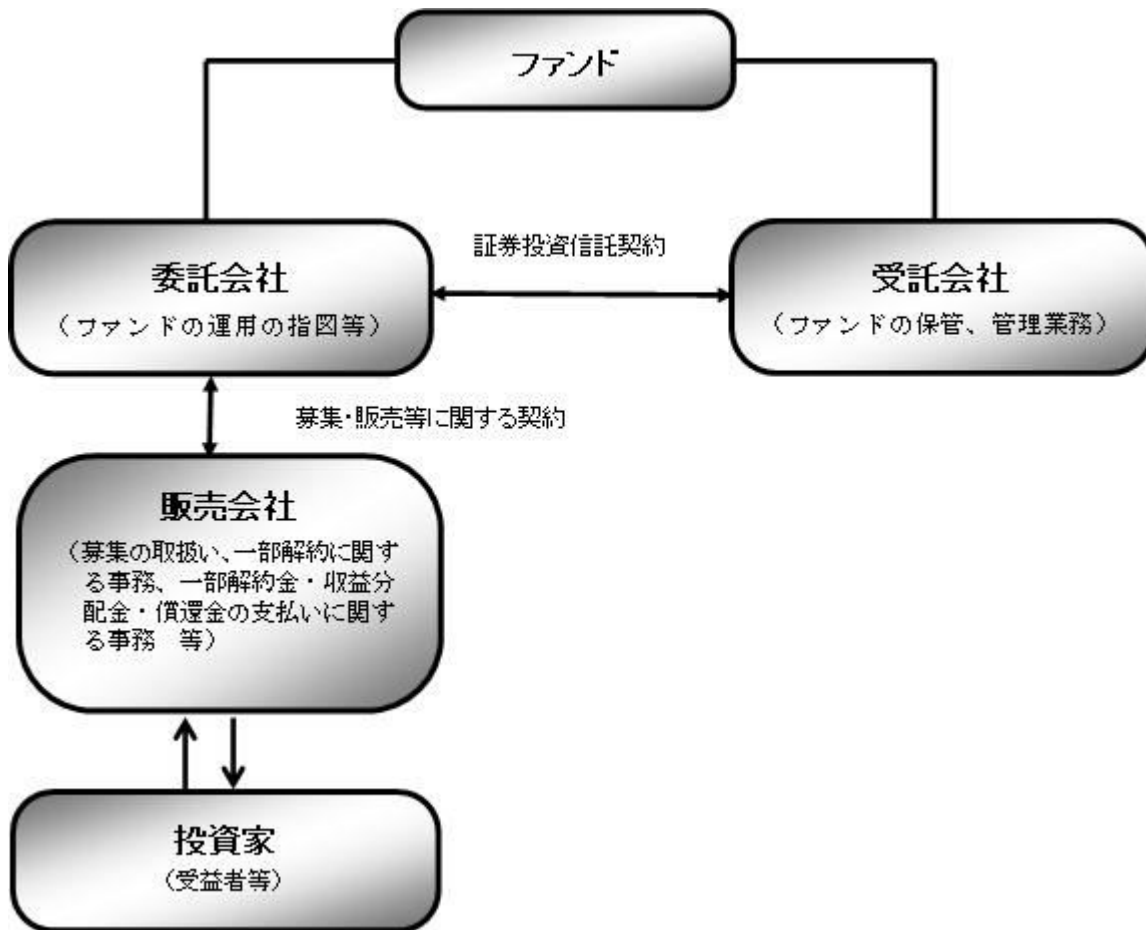 ファンド
証券投資信託契約
委託会社
（ファンドの運用の指図等）
受託会社
（ファンドの保管、管理業務）
募集・販売等に関する契約
販売会社
（募集の取扱い、一部解約に関す
る事務、一部解約金・収益分
配金・償還金の支払いに関す
る事務　等）
投資家
（受益者等）